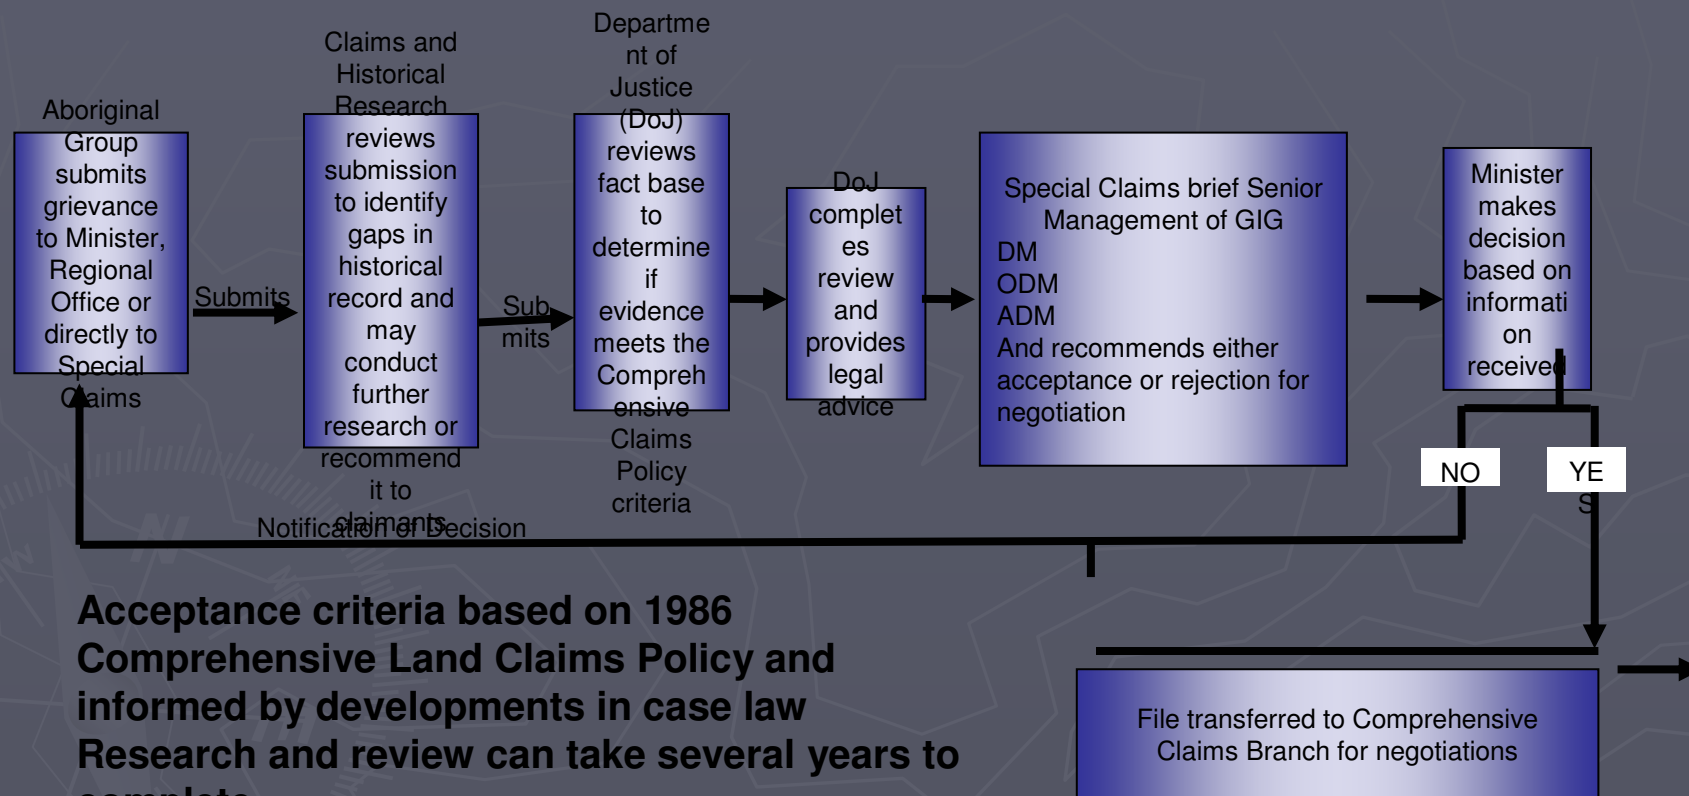 Aboriginal
Group
submits
grievance
to Minister,
Regional
Office or
directly to
Special
Claims
Submits
Claims and
Historical
Research
reviews
submission
to identify
gaps in
historical
record and
may
conduct
further
research or
recommend
it to
claimants
Sub
mits
Departme
nt of
Justice
(DoJ)
reviews
fact base
to
determine
if
evidence
meets the
Compreh
ensive
Claims
Policy
criteria
DoJ
complet
es
review
and
provides
legal
advice
Special Claims brief Senior
Management of GIG
DM
ODM
ADM
And recommends either
acceptance or rejection for
negotiation
Minister
makes
decision
based on
informati
on
received
NO
YE
S
Notification of Decision
Acceptance criteria based on 1986
Comprehensive Land Claims Policy and
informed by developments in case law
Research and review can take several years to
complete
File transferred to Comprehensive
Claims Branch for negotiations